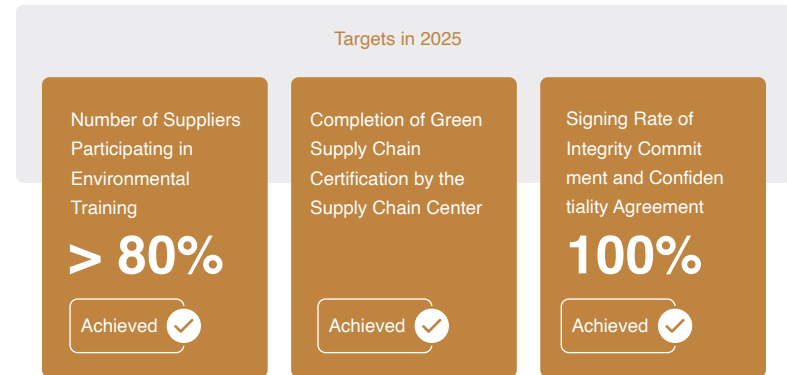 Targets in 2025
Number of Suppliers
Participating in
Environmental
Training
> 80%
Achieved
Completion of Green
Supply Chain
Certification by the
Supply Chain Center
Achieved
Signing Rate of
Integrity Commit
ment and Confiden
tiality Agreement
100%
Achieved